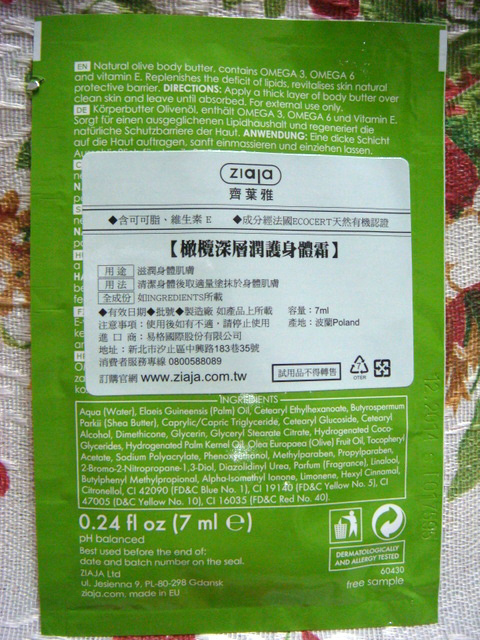 EN Natural olive body butter, contains OMEGA 3, OMEGA 6
and vitamin E. Replenishes the deficit of lipids, revitalises skin natural
protective barrier. DIRECTIONS: Apply a thick layer of body butter over
clean skin and leave until absorbed. For external use only.
DE Körperbutter Olivenöl, enthält OMEGA 3, OMEGA 6 und Vitamin E.
Sorgt für einen ausgeglichenen Lipidhaushalt und regeneriert die
natürliche Schutzbarriere der Haut. ANWENDUNG: Eine dicke Schicht
auf die Haut auftragen, sanft einmassieren und einziehen lassen.
ziaja
齊葉雅
◆含可可脂、維生素 E ◆成分經法國ECOCERT天然有機認證
【橄欖深層潤護身體霜】
用途 滋潤身體肌膚
用法 清潔身體後取適量塗抹於身體肌膚
全成份 如INGREDIENTS所載
◆有效日期◆批號◆製造廠 如產品上所載 容量：7ml
注意事項：使用後如有不適，請停止使用 產地：波蘭Poland
進口商：易格國際股份有限公司
地址：新北市汐止區中興路183巷35號
消費者服務專線 0800588089
訂購官網 www.ziaja.com.tw 試用品不得轉售
7
OTER
INGREDIENTS
Aqua (Water), Elaeis Guineensis (Palm) Oil, Cetearyl Ethylhexanoate, Butyrospermum
Parkii (Shea Butter), Caprylic/Capric Triglyceride, Cetearyl Glucoside, Cetearyl
Alcohol, Dimethicone, Glycerin, Glyceryl Stearate Citrate, Hydrogenated Coco-
Glycerides, Hydrogenated Palm Kernel Oil, Olea Europaea (Olive) Fruit Oil, Tocopheryl
Acetate, Sodium Polyacrylate, Phenoxyethanol, Methylparaben, Propylparaben,
2-Bromo-2-Nitropropane-1,3-Diol, Diazolidinyl Urea, Parfum (Fragrance), Linalool,
Butylphenyl Methylpropional, Alpha-Isomethyl Ionone, Limonene, Hexyl Cinnamal,
Citronellol, CI 42090 (FD&C Blue No. 1), CI 19140 (FD&C Yellow No. 5), CI
47005 (D&C Yellow No. 10), CI 16035 (FD&C Red No. 40).
0.24 fl oz (7 ml e)
pH balanced
Best used before the end of:
date and batch number on the seal.
ZIAJA Ltd
ul. Jesienna 9, PL-80-298 Gdansk
ziaja.com, made in EU
DERMATOLOGICALLY
AND ALLERGY TESTED
60430
free sample